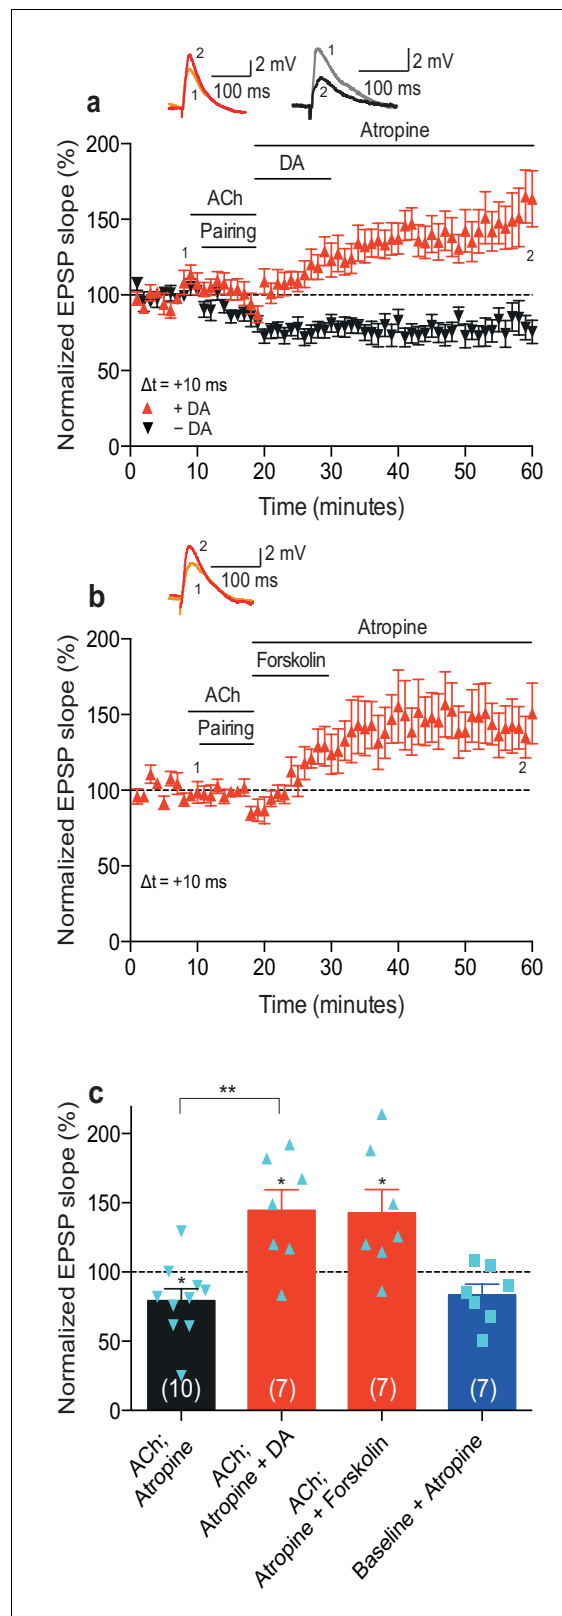 2
1
2 mV
100 ms
1
2
2 mV
100 ms
a
Atropine
DA
ACh
Pairing
1
2
Normalized EPSP slope (%)
200
150
100
50
0
Δt = +10 ms
+ DA
− DA
0 10 20 30 40 50 60
Time (minutes)
2
1
2 mV
100 ms
b
Atropine
Forskolin
ACh
Pairing
1
2
Normalized EPSP slope (%)
200
150
100
50
0
Δt = +10 ms
0 10 20 30 40 50 60
Time (minutes)
c
**
Normalized EPSP slope (%)
200
150
100
50
0
*
*
*
(10)
(7)
(7)
(7)
ACh;
Atropine
ACh;
Atropine + DA
ACh;
Atropine + Forskolin
Baseline + Atropine